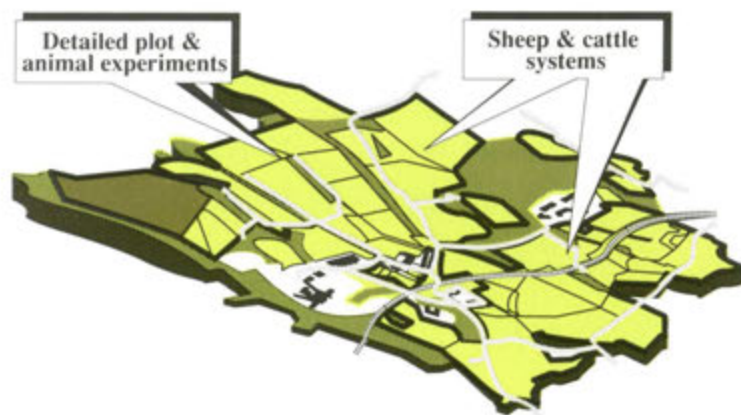 Detailed plot &
animal experiments
Sheep & cattle
systems